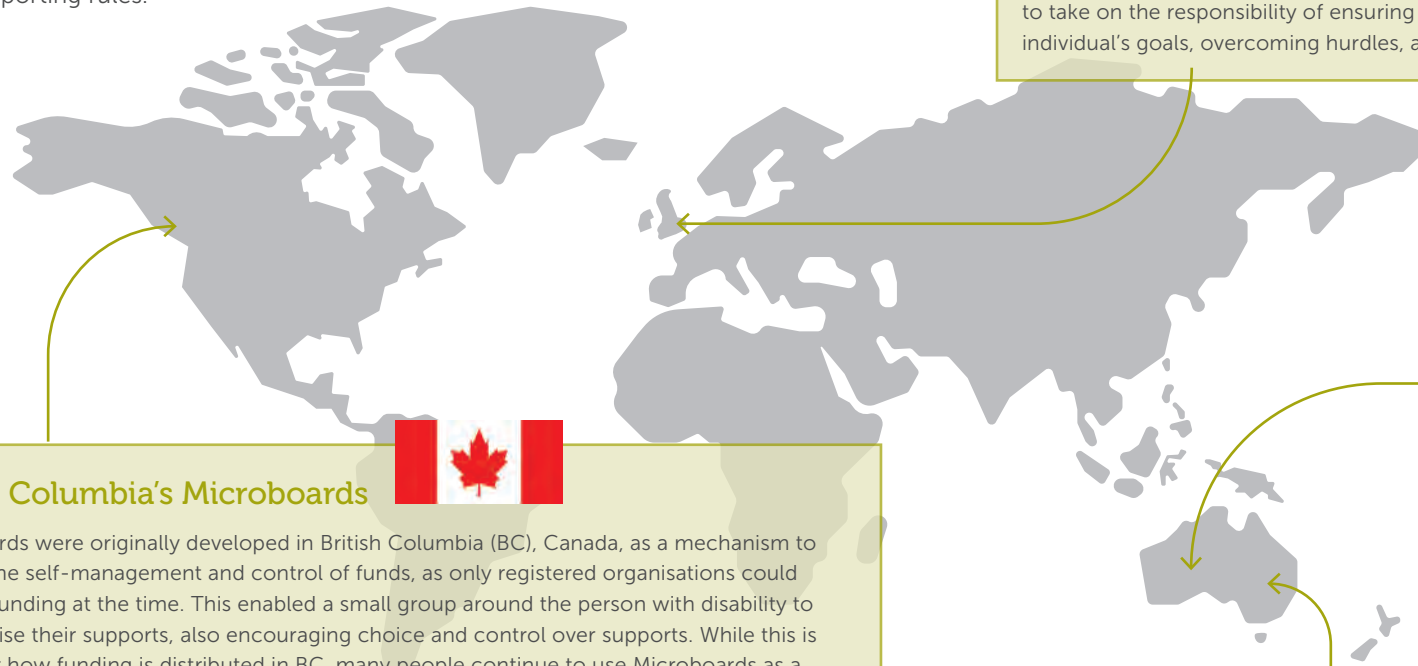 porting rules.
to take on the responsibility of ensuring
individual's goals, overcoming hurdles, a
Columbia's Microboards
rds were originally developed in British Columbia (BC), Canada, as a mechanism to
ne self-management and control of funds, as only registered organisations could
unding at the time. This enabled a small group around the person with disability to
ise their supports, also encouraging choice and control over supports. While this is
how funding is distributed in BC, many people continue to use Microboards as a